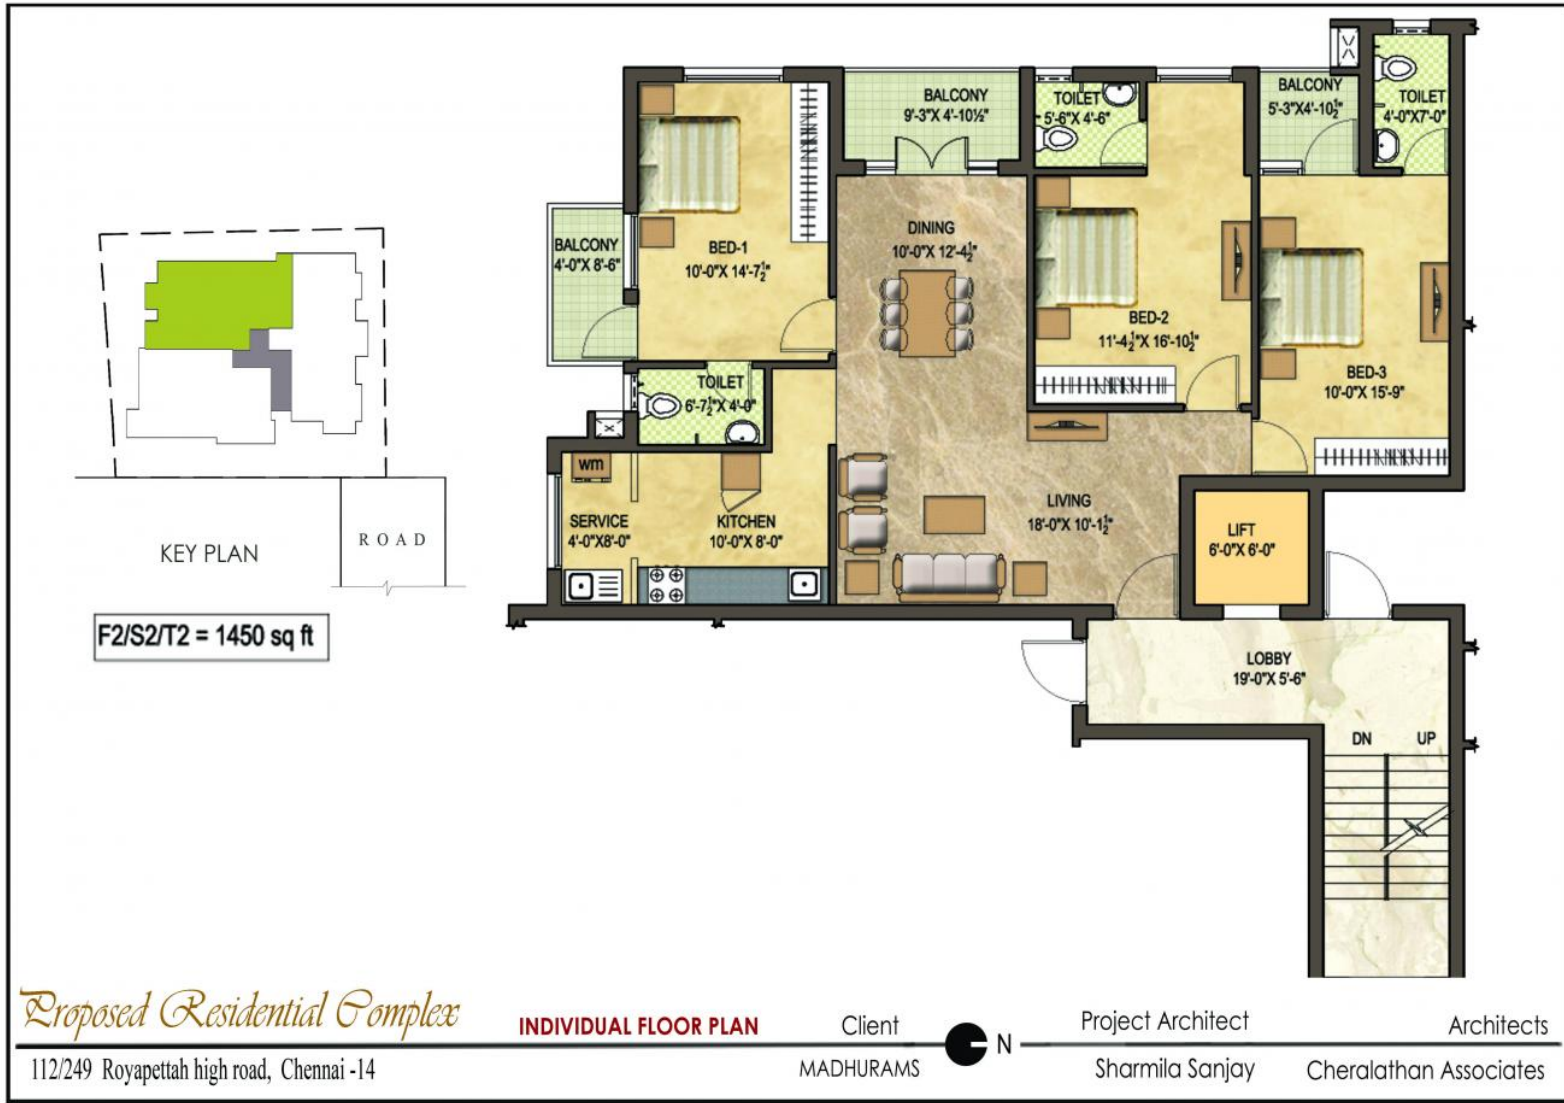 BALCONY
9'-3"X 4'-10½"
TOILET
5'-6"X 4'-6"
BALCONY
5'-3"X4'-10½"
TOILET
4'-0"X7'-0"
BALCONY
4'-0"X 8'-6"
BED-1
10'-0"X 14'-7½"
DINING
10'-0"X 12'-4½"
BED-2
11'-4½"X 16'-10½"
BED-3
10'-0"X 15'-9"
TOILET
6'-7½"X 4'-0"
wm
SERVICE
4'-0"X8'-0"
KITCHEN
10'-0"X 8'-0"
LIVING
18'-0"X 10'-1½"
LIFT
6'-0"X 6'-0"
LOBBY
19'-0"X 5'-6"
DN UP
KEY PLAN
ROAD
F2/S2/T2 = 1450 sq ft
Proposed Residential Complex
112/249 Royapettah high road, Chennai -14
INDIVIDUAL FLOOR PLAN
Client
MADHURAMS
N
Project Architect
Sharmila Sanjay
Architects
Cheralathan Associates